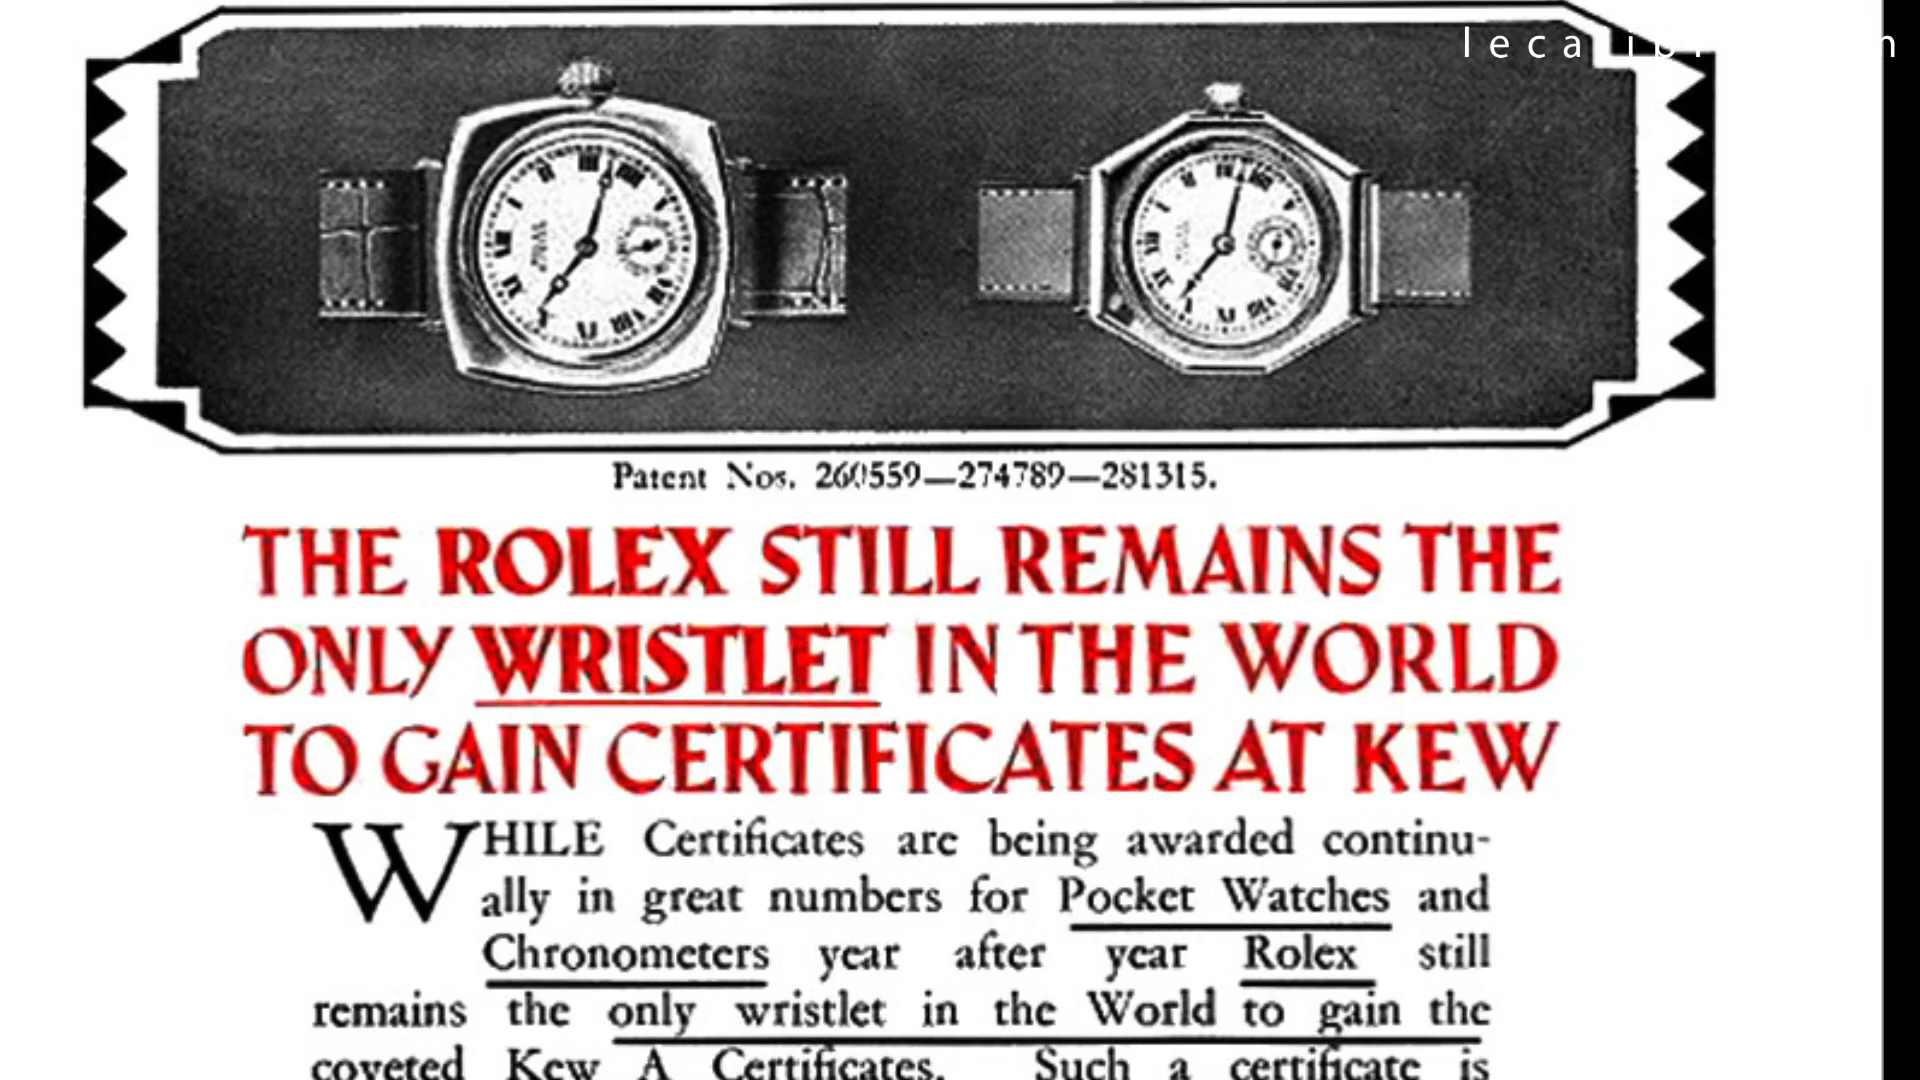 Patent Nos. 260559—274789—281315.
THE ROLEX STILL REMAINS THE
ONLY WRISTLET IN THE WORLD
TO GAIN CERTIFICATES AT KEW
WHILE Certificates are being awarded continu-
ally in great numbers for Pocket Watches and
Chronometers year after year Rolex still
remains the only wristlet in the World to gain the
coveted Kew A Certificates. Such a certificate is